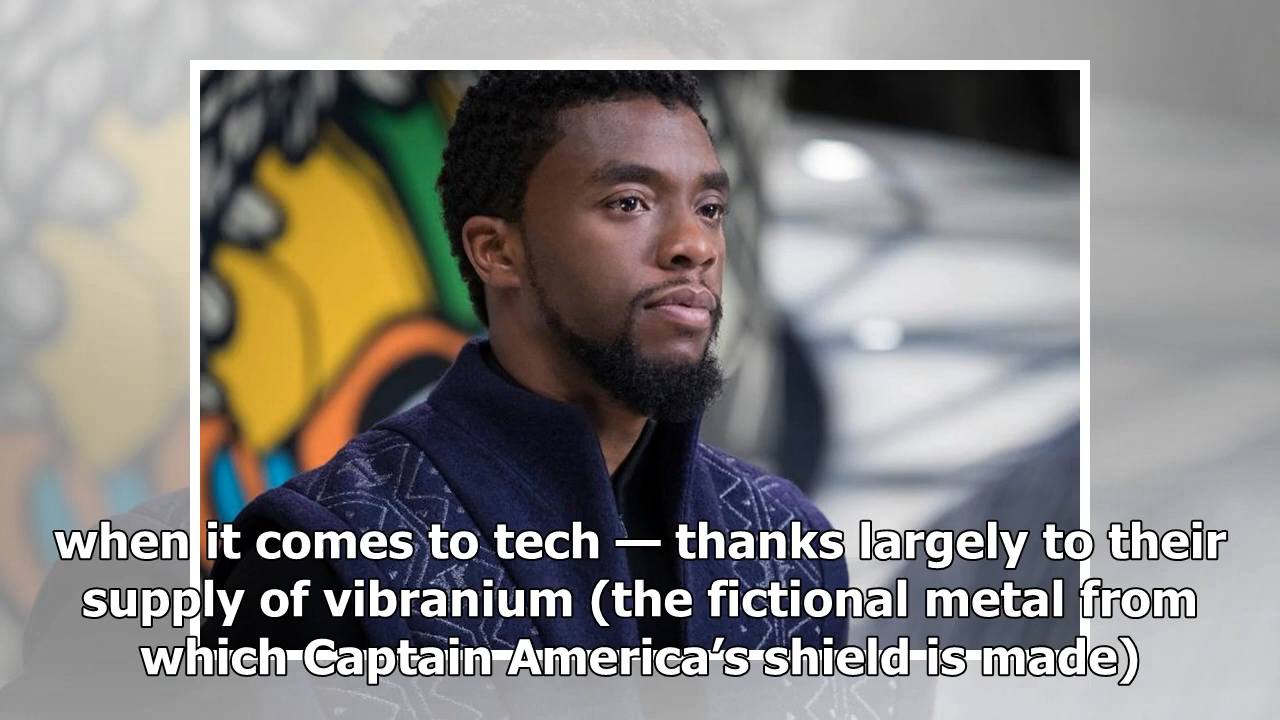 when it comes to tech — thanks largely to their
supply of vibranium (the fictional metal from
which Captain America’s shield is made)